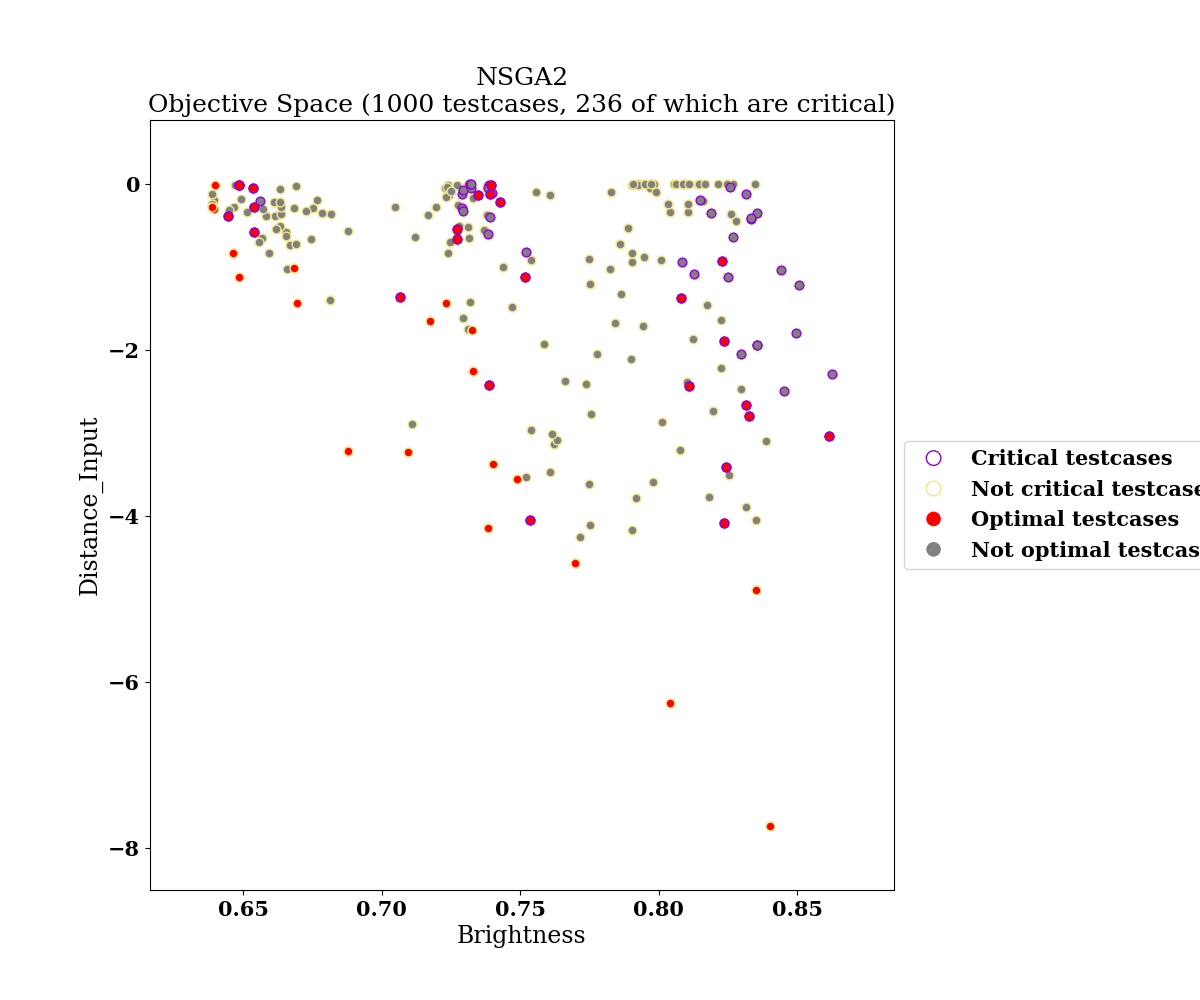 NSGA2
Objective Space (1000 testcases, 236 of which are critical)
0
−2
−4
−6
−8
Distance_Input
0.65
0.70
0.75
0.80
0.85
Brightness
Critical testcases
Not critical testcase
Optimal testcases
Not optimal testcas